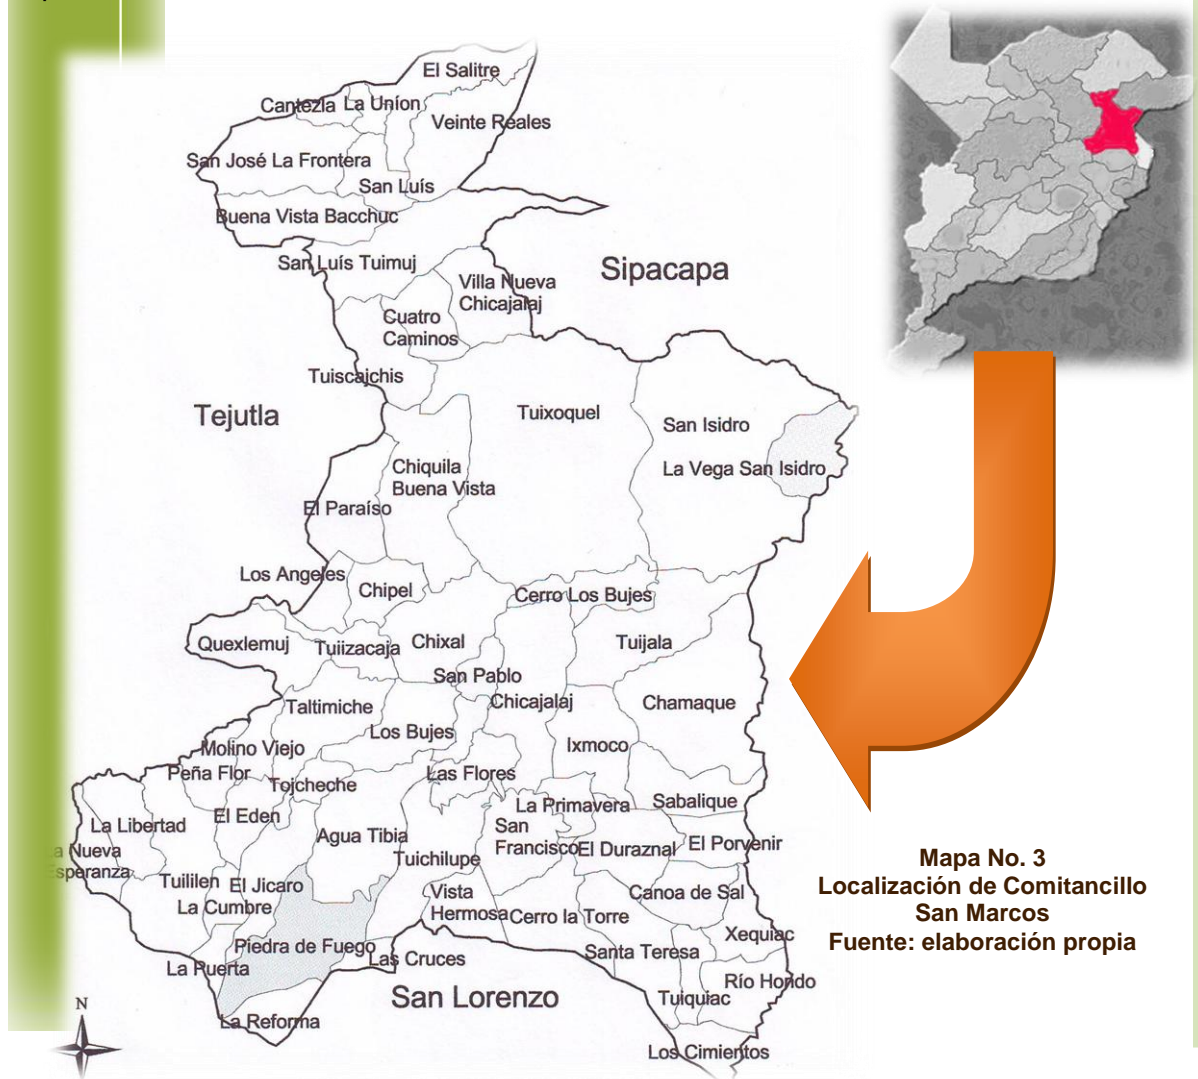 El Salitre
Cantezla
La Uníon
Veinte Reales
San José La Frontera
San Luís
Buena Vista Bacchuc
San Luís Tuimuj
Sipacapa
Villa Nueva
Chicajalaj
Cuatro
Caminos
Tuiscajchis
Tejutla
Tuixoquel
San Isidro
La Vega San Isidro
Chiquila
Buena Vista
El Paraíso
Los Angeles
Chipel
Cerro Los Bujes
Quexlemuj
Tuiizacaja
Chixal
Tuijala
San Pablo
Chicajalaj
Chamaque
Taltimiche
Los Bujes
Ixmoco
Molino Viejo
Peña Flor
Tojcheche
Las Flores
La Primavera
Sabalique
La Libertad
El Eden
Agua Tibia
San
Francisco
El Duraznal
El Porvenir
La Nueva
Esperanza
Tuichilupe
Tuililen
El Jicaro
La Cumbre
Vista
Hermosa
Cerro la Torre
Canoa de Sal
Piedra de Fuego
Las Cruces
Santa Teresa
Xequiac
La Puerta
San Lorenzo
Río Hondo
Tuiquiac
La Reforma
Los Cimientos
N
Mapa No. 3
Localización de Comitancillo
San Marcos
Fuente: elaboración propia